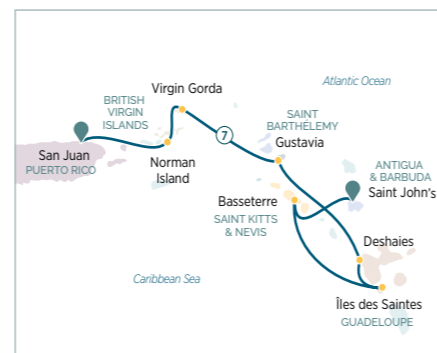 Atlantic Ocean
Virgin Gorda
BRITISH
VIRGIN
ISLANDS
7
SAINT
BARTHÉLEMY
Gustavia
San Juan
PUERTO RICO
Norman
Island
ANTIGUA
& BARBUDA
Saint John's
Basseterre
SAINT KITTS
& NEVIS
Deshaies
Caribbean Sea
Îles des Saintes
GUADELOUPE